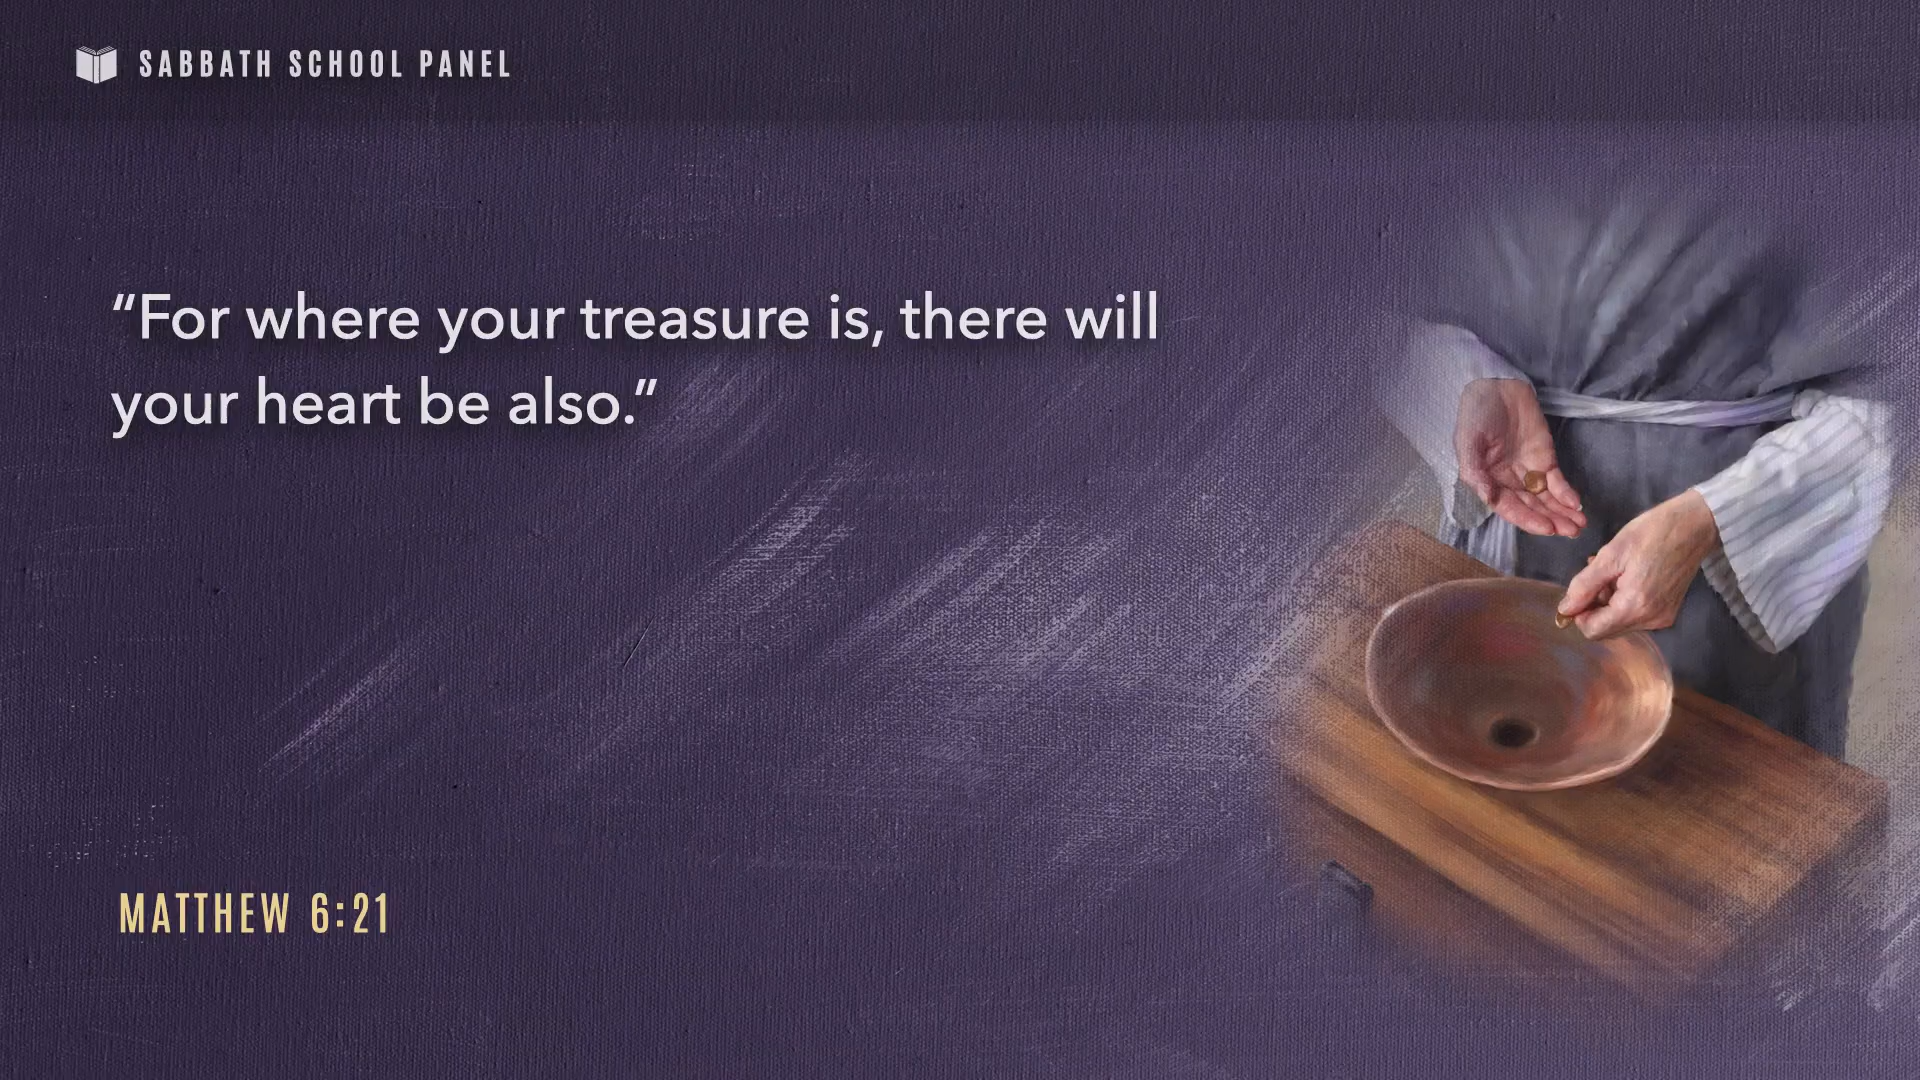 SABBATH SCHOOL PANEL
“For where your treasure is, there will
your heart be also.”
MATTHEW 6:21